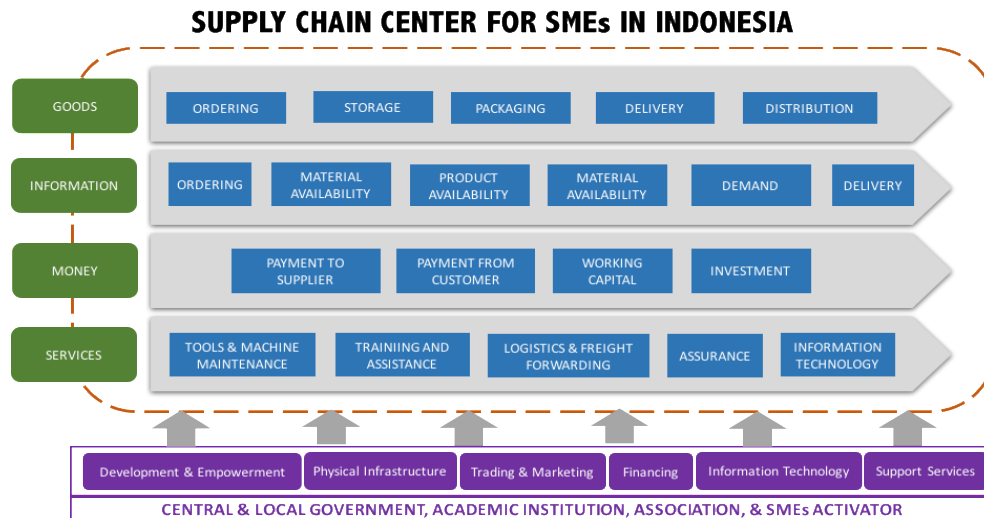 SUPPLY CHAIN CENTER FOR SMEs IN INDONESIA
GOODS
ORDERING
STORAGE
PACKAGING
DELIVERY
DISTRIBUTION
INFORMATION
ORDERING
MATERIAL
AVAILABILITY
PRODUCT
AVAILABILITY
MATERIAL
AVAILABILITY
DEMAND
DELIVERY
MONEY
PAYMENT TO
SUPPLIER
PAYMENT FROM
CUSTOMER
WORKING
CAPITAL
INVESTMENT
SERVICES
TOOLS & MACHINE
MAINTENANCE
TRAINIING AND
ASSISTANCE
LOGISTICS & FREIGHT
FORWARDING
ASSURANCE
INFORMATION
TECHNOLOGY
Development & Empowerment
Physical Infrastructure
Trading & Marketing
Financing
Information Technology
Support Services
CENTRAL & LOCAL GOVERNMENT, ACADEMIC INSTITUTION, ASSOCIATION, & SMEs ACTIVATOR